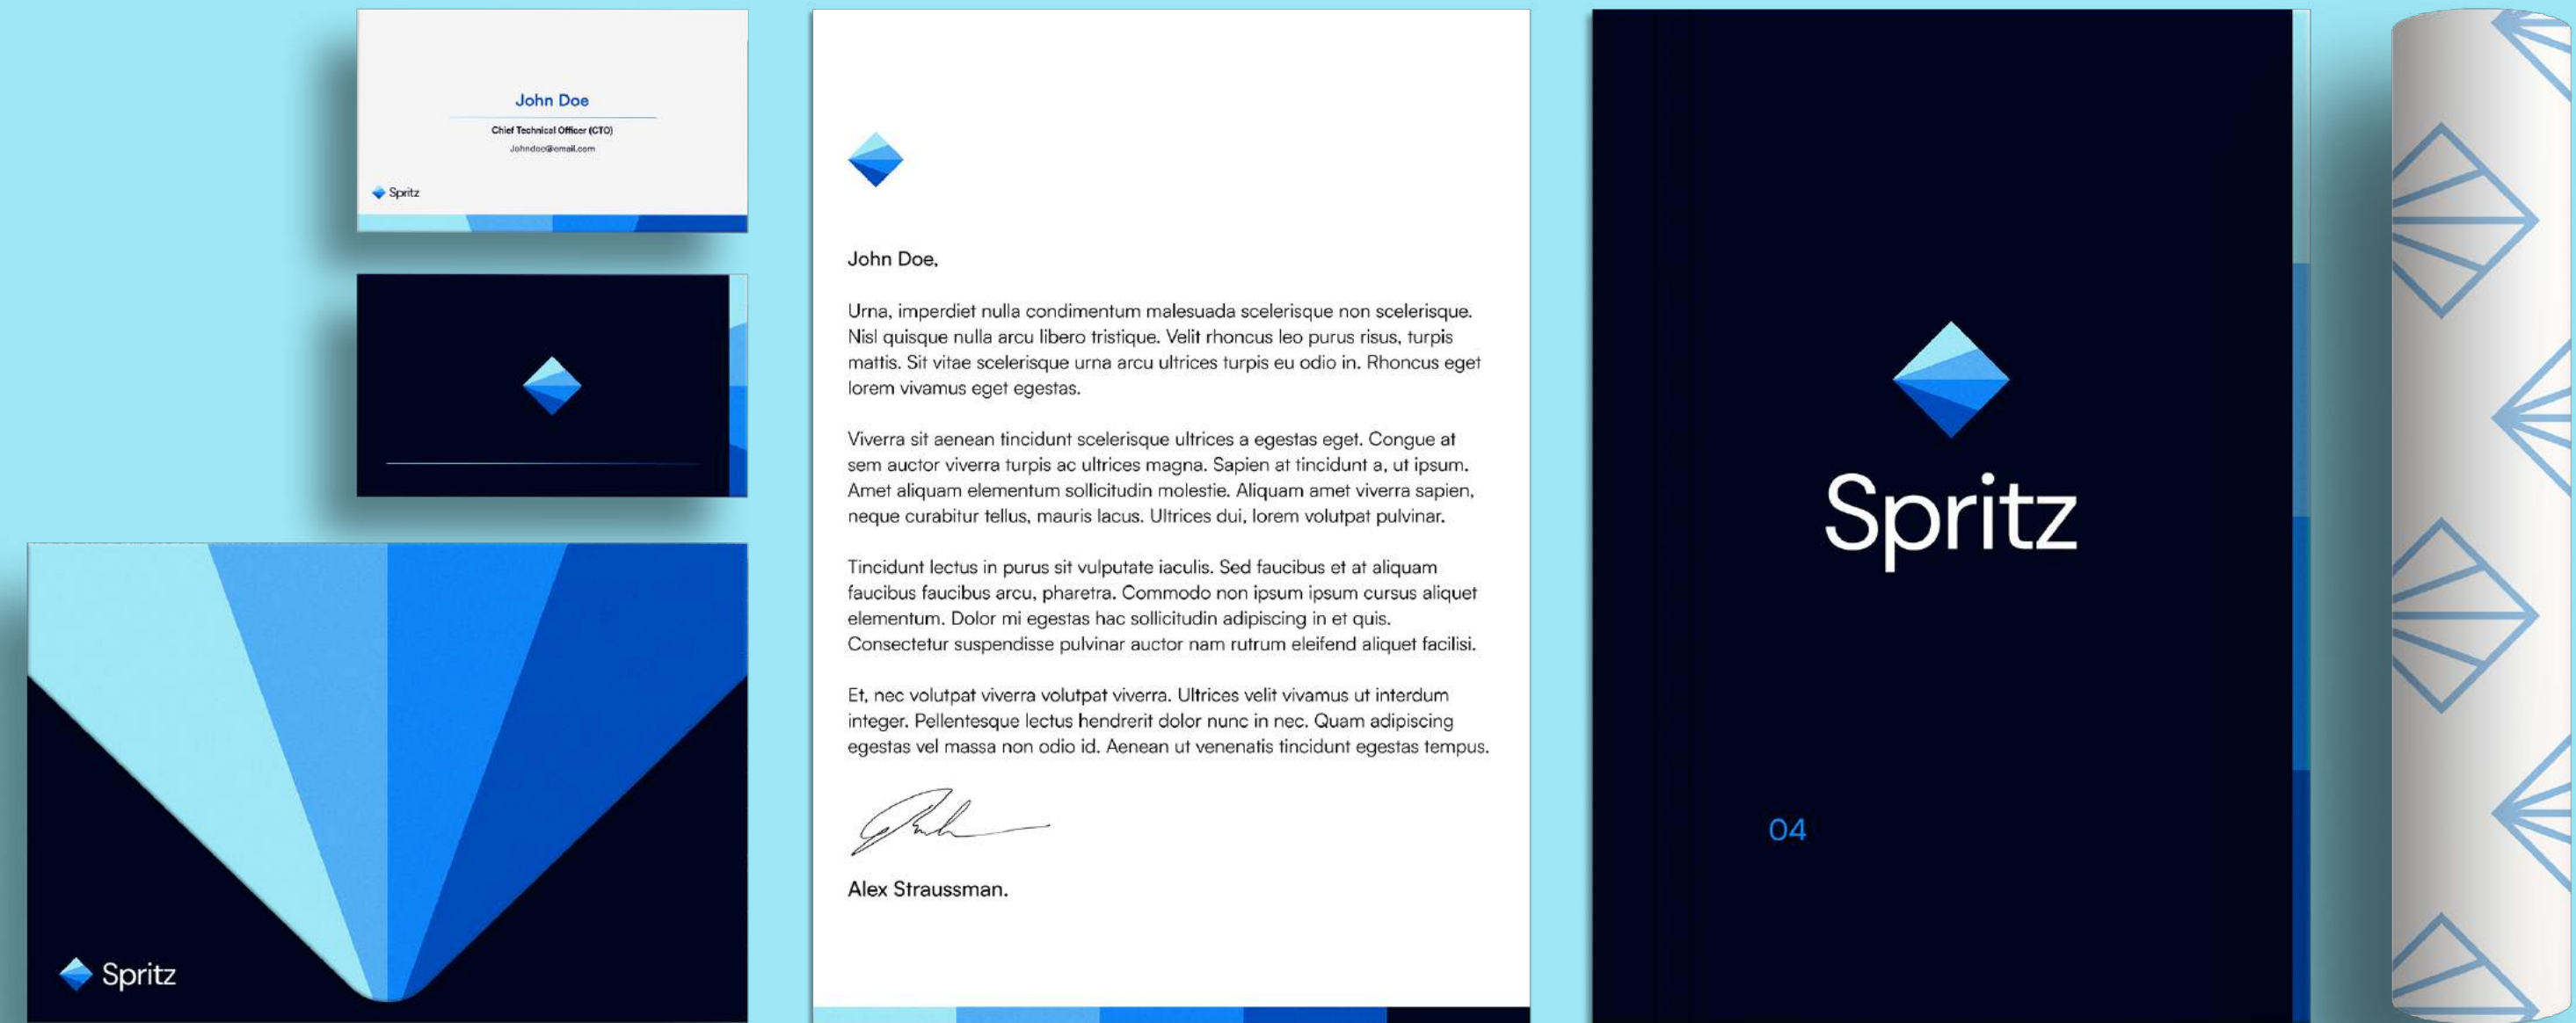 John Doe
Chief Technical Officer (CTO)
Johndoe@email.com
Spritz
Spritz
John Doe,
Urna, imperdiet nulla condimentum malesuada scelerisque non scelerisque.
Nisl quisque nulla arcu libero tristique. Velit rhoncus leo purus risus, turpis
mattis. Sit vitae scelerisque urna arcu ultrices turpis eu odio in. Rhoncus eget
lorem vivamus eget egestas.
Viverra sit aenean tincidunt scelerisque ultrices a egestas eget. Congue at
sem auctor viverra turpis ac ultrices magna. Sapien at tincidunt a, ut ipsum.
Amet aliquam elementum sollicitudin molestie. Aliquam amet viverra sapien,
neque curabitur tellus, mauris lacus. Ultrices dui, lorem volutpat pulvinar.
Tincidunt lectus in purus sit vulputate iaculis. Sed faucibus et at aliquam
faucibus faucibus arcu, pharetra. Commodo non ipsum ipsum cursus aliquet
elementum. Dolor mi egestas hac sollicitudin adipiscing in et quis.
Consectetur suspendisse pulvinar auctor nam rutrum eleifend aliquet facilisi.
Et, nec volutpat viverra volutpat viverra. Ultrices velit vivamus ut interdum
integer. Pellentesque lectus hendrerit dolor nunc in nec. Quam adipiscing
egestas vel massa non odio id. Aenean ut venenatis tincidunt egestas tempus.
Alex Straussman.
Spritz
04